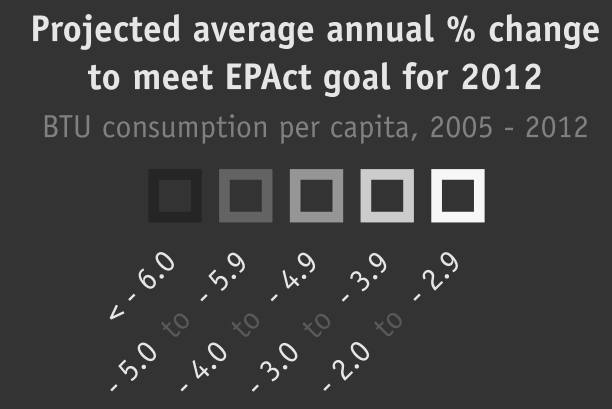 Projected average annual % change
to meet EPAct goal for 2012
BTU consumption per capita, 2005 - 2012
< - 6.0
- 5.0 to - 5.9
- 4.0 to - 4.9
- 3.0 to - 3.9
- 2.0 to - 2.9